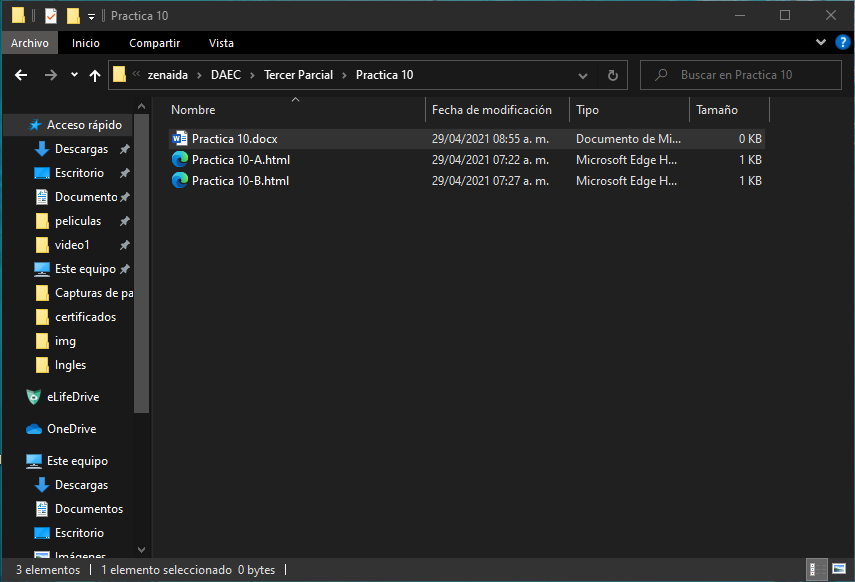 Practica 10
Archivo Inicio Compartir Vista
zenaida DAEC Tercer Parcial Practica 10
Buscar en Practica 10
Nombre Fecha de modificación Tipo Tamaño
Practica 10.docx 29/04/2021 08:55 a. m. Documento de Mi... 0 KB
Practica 10-A.html 29/04/2021 07:22 a. m. Microsoft Edge H... 1 KB
Practica 10-B.html 29/04/2021 07:27 a. m. Microsoft Edge H... 1 KB
Acceso rápido
Descargas
Escritorio
Documento
peliculas
video1
Este equipo
Capturas de pa
certificados
img
Ingles
eLifeDrive
OneDrive
Este equipo
Descargas
Documentos
Escritorio
Imágenes
3 elementos 1 elemento seleccionado 0 bytes